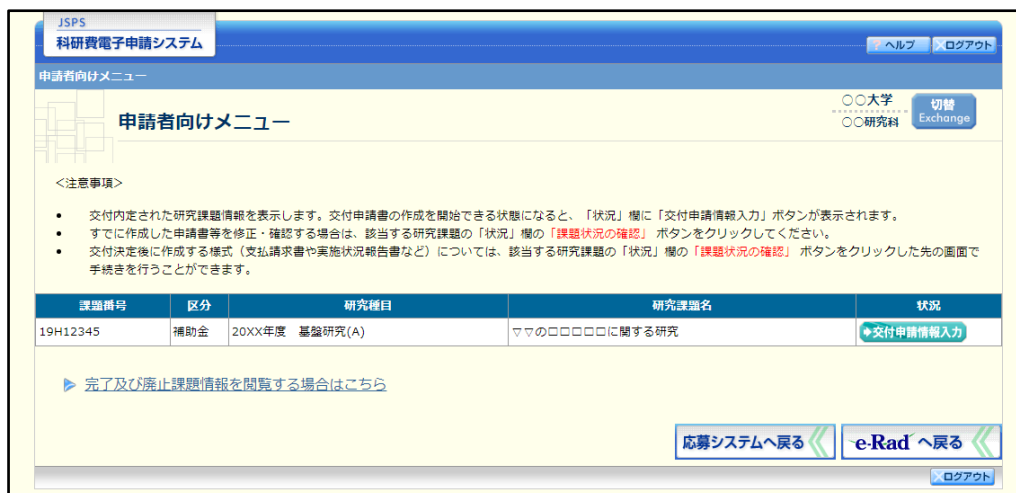 JSPS
科研費電子申請システム
? ヘルプ
×ログアウト
申請者向けメニュー
申請者向けメニュー
○○大学
○○研究科
切替
Exchange
<注意事項>
• 交付内定された研究課題情報を表示します。交付申請書の作成を開始できる状態になると、「状況」欄に「交付申請情報入力」ボタンが表示されます。
• すでに作成した申請書等を修正・確認する場合は、該当する研究課題の「状況」欄の「課題状況の確認」 ボタンをクリックしてください。
• 交付決定後に作成する様式(支払請求書や実施状況報告書など)については、該当する研究課題の「状況」欄の「課題状況の確認」 ボタンをクリックした先の画面で
手続きを行うことができます。
課題番号 区分 研究種目 研究課題名 状況
19H12345 補助金 20XX年度 基盤研究(A) ▽▽の□□□□□に関する研究 交付申請情報入力
完了及び廃止課題情報を閲覧する場合はこちら
応募システムへ戻る
e-Rad へ戻る
×ログアウト